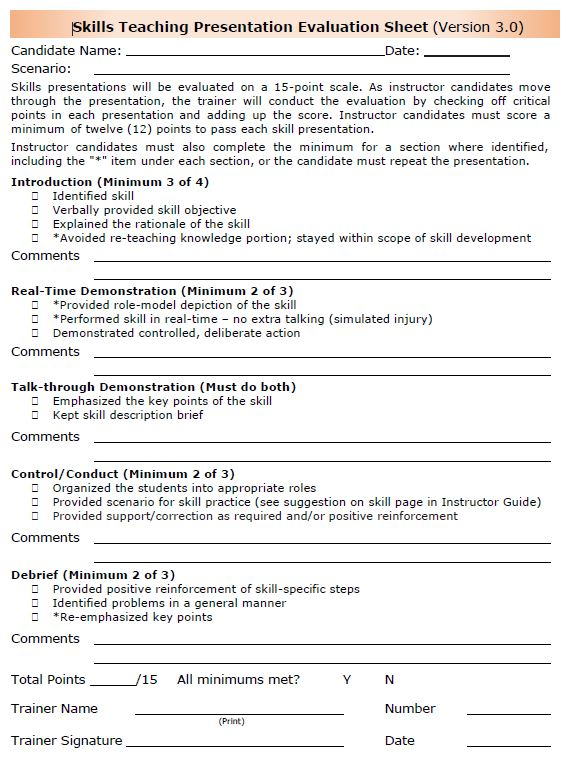 Skills Teaching Presentation Evaluation Sheet (Version 3.0)
Candidate Name: Date:
Scenario:
Skills presentations will be evaluated on a 15-point scale. As instructor candidates move
through the presentation, the trainer will conduct the evaluation by checking off critical
points in each presentation and adding up the score. Instructor candidates must score a
minimum of twelve (12) points to pass each skill presentation.
Instructor candidates must also complete the minimum for a section where identified,
including the "*" item under each section, or the candidate must repeat the presentation.
Introduction (Minimum 3 of 4)
Identified skill
Verbally provided skill objective
Explained the rationale of the skill
*Avoided re-teaching knowledge portion; stayed within scope of skill development
Comments
Real-Time Demonstration (Minimum 2 of 3)
*Provided role-model depiction of the skill
*Performed skill in real-time – no extra talking (simulated injury)
Demonstrated controlled, deliberate action
Comments
Talk-through Demonstration (Must do both)
Emphasized the key points of the skill
Kept skill description brief
Comments
Control/Conduct (Minimum 2 of 3)
Organized the students into appropriate roles
Provided scenario for skill practice (see suggestion on skill page in Instructor Guide)
Provided support/correction as required and/or positive reinforcement
Comments
Debrief (Minimum 2 of 3)
Provided positive reinforcement of skill-specific steps
Identified problems in a general manner
*Re-emphasized key points
Comments
Total Points ______/15 All minimums met? Y N
Trainer Name Number
(Print)
Trainer Signature Date